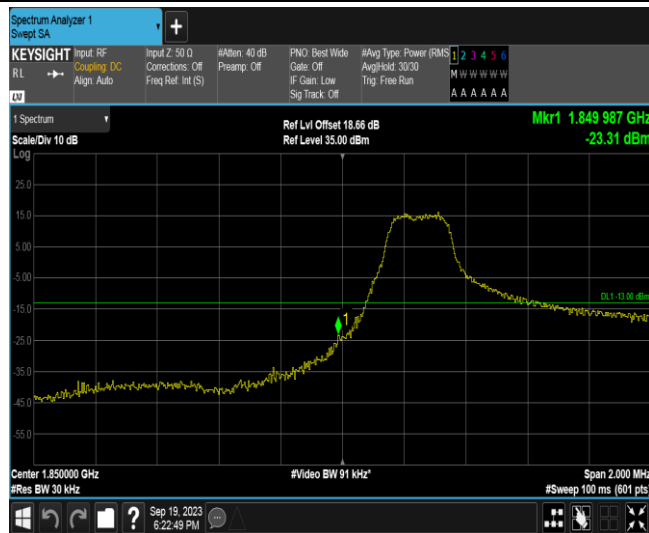 Spectrum Analyzer 1
Swept SA
+
KEYSIGHT
RL
Input: RF
Coupling: DC
Align: Auto
Input Z: 50 Ω
Corrections: Off
Freq Ref: Int (S)
#Atten: 40 dB
Preamp: Off
PNO: Best Wide
Gate: Off
IF Gain: Low
Sig Track: Off
#Avg Type: Power (RMS
Avg|Hold: 30/30
Trig: Free Run
1 2 3 4 5 6
M W W W W W
A A A A A A
LXI
1 Spectrum
Scale/Div 10 dB
Log
Ref Lvl Offset 18.66 dB
Ref Level 35.00 dBm
Mkr1 1.849 987 GHz
-23.31 dBm
25.0
15.0
5.00
-5.00
DL1 -13.00 dBm
-15.0
1
-25.0
-35.0
-45.0
-55.0
Center 1.850000 GHz
#Res BW 30 kHz
#Video BW 91 kHz*
Span 2.000 MHz
#Sweep 100 ms (601 pts)
?
Sep 19, 2023
6:22:49 PM